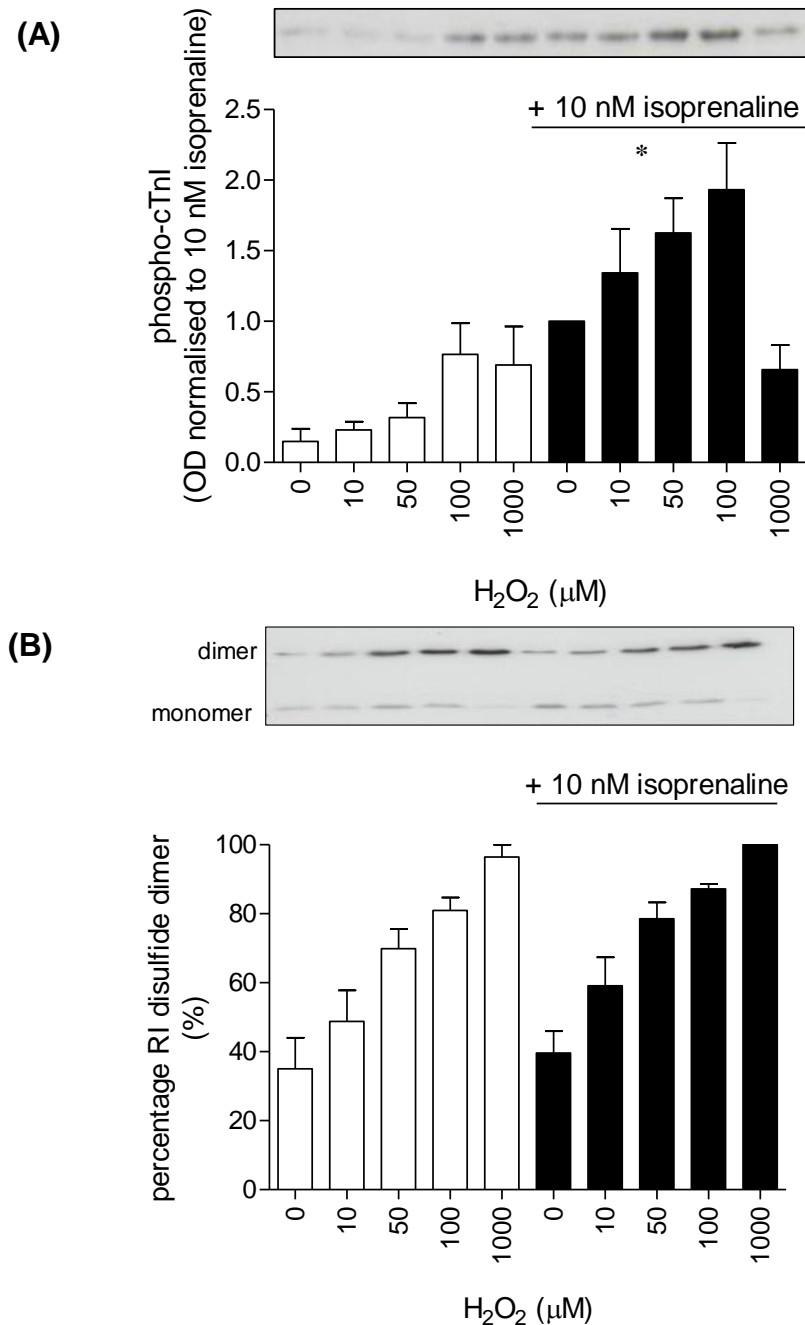 (A)
+ 10 nM isoprenaline
*
phospho-cTnI
(OD normalised to 10 nM isoprenaline)
2.5
2.0
1.5
1.0
0.5
0.0
0 10 50 100 1000 0 10 50 100 1000
H₂O₂ (μM)
(B)
dimer
monomer
+ 10 nM isoprenaline
percentage RI disulfide dimer
(%)
100
80
60
40
20
0
0 10 50 100 1000 0 10 50 100 1000
H₂O₂ (μM)